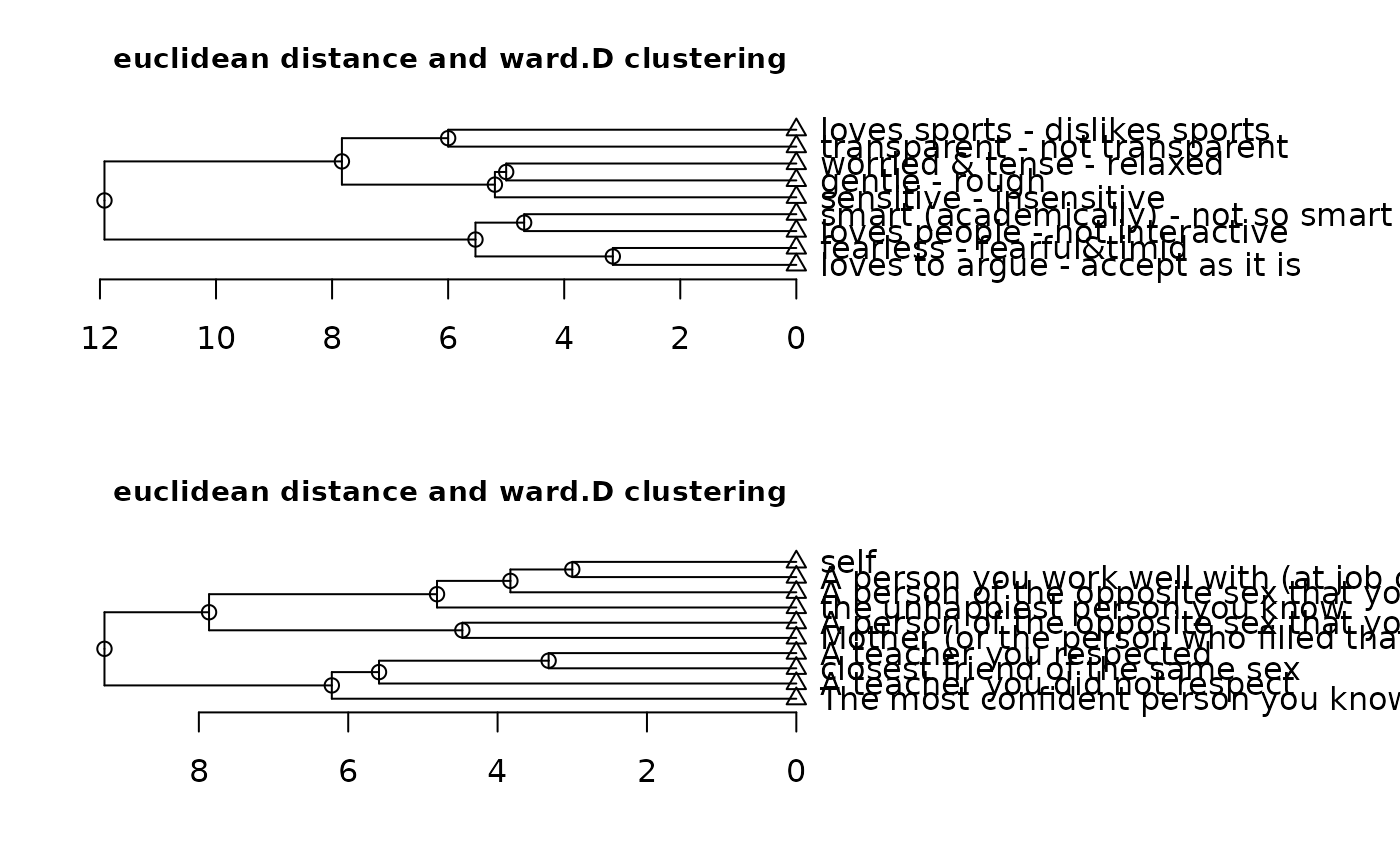 euclidean distance and ward.D clustering
loves sports - dislikes sports
transparent - not transparent
worried & tense - relaxed
gentle - rough
sensitive - insensitive
smart (academically) - not so smart
loves people - not interactive
fearless - fearful&timid
loves to argue - accept as it is
12 10 8 6 4 2 0
euclidean distance and ward.D clustering
self
A person you work well with (at job
A person of the opposite sex that yo
the unhappiest person you know
A person of the opposite sex that yo
Mother (or the person who filled tha
A teacher you respected
closest friend of the same sex
A teacher you did not respect
The most confident person you know
8 6 4 2 0